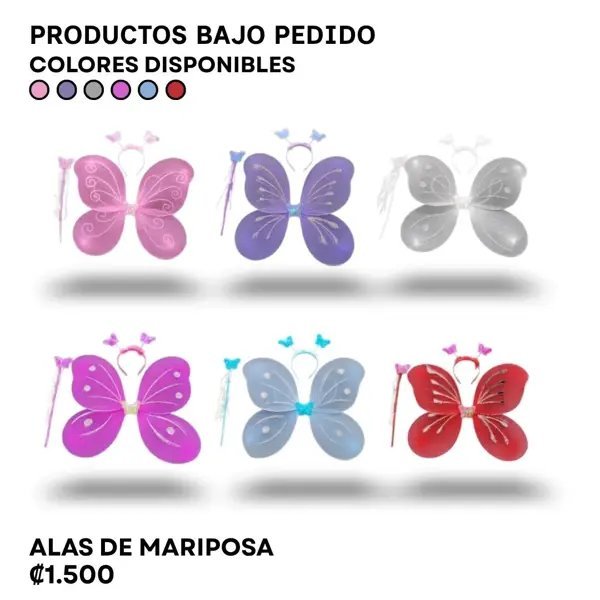 PRODUCTOS BAJO PEDIDO
COLORES DISPONIBLES
ALAS DE MARIPOSA
₡1.500